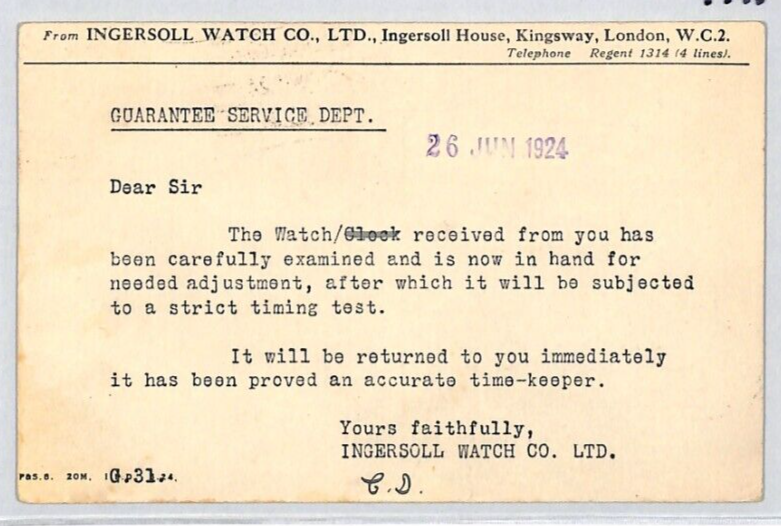 From INGERSOLL WATCH CO., LTD., Ingersoll House, Kingsway, London, W.C.2.
Telephone Regent 1314 (4 lines).
GUARANTEE SERVICE DEPT.
26 JUN 1924
Dear Sir
The Watch/Clock received from you has
been carefully examined and is now in hand for
needed adjustment, after which it will be subjected
to a strict timing test.
It will be returned to you immediately
it has been proved an accurate time-keeper.
Yours faithfully,
INGERSOLL WATCH CO. LTD.
C.D.
20M.